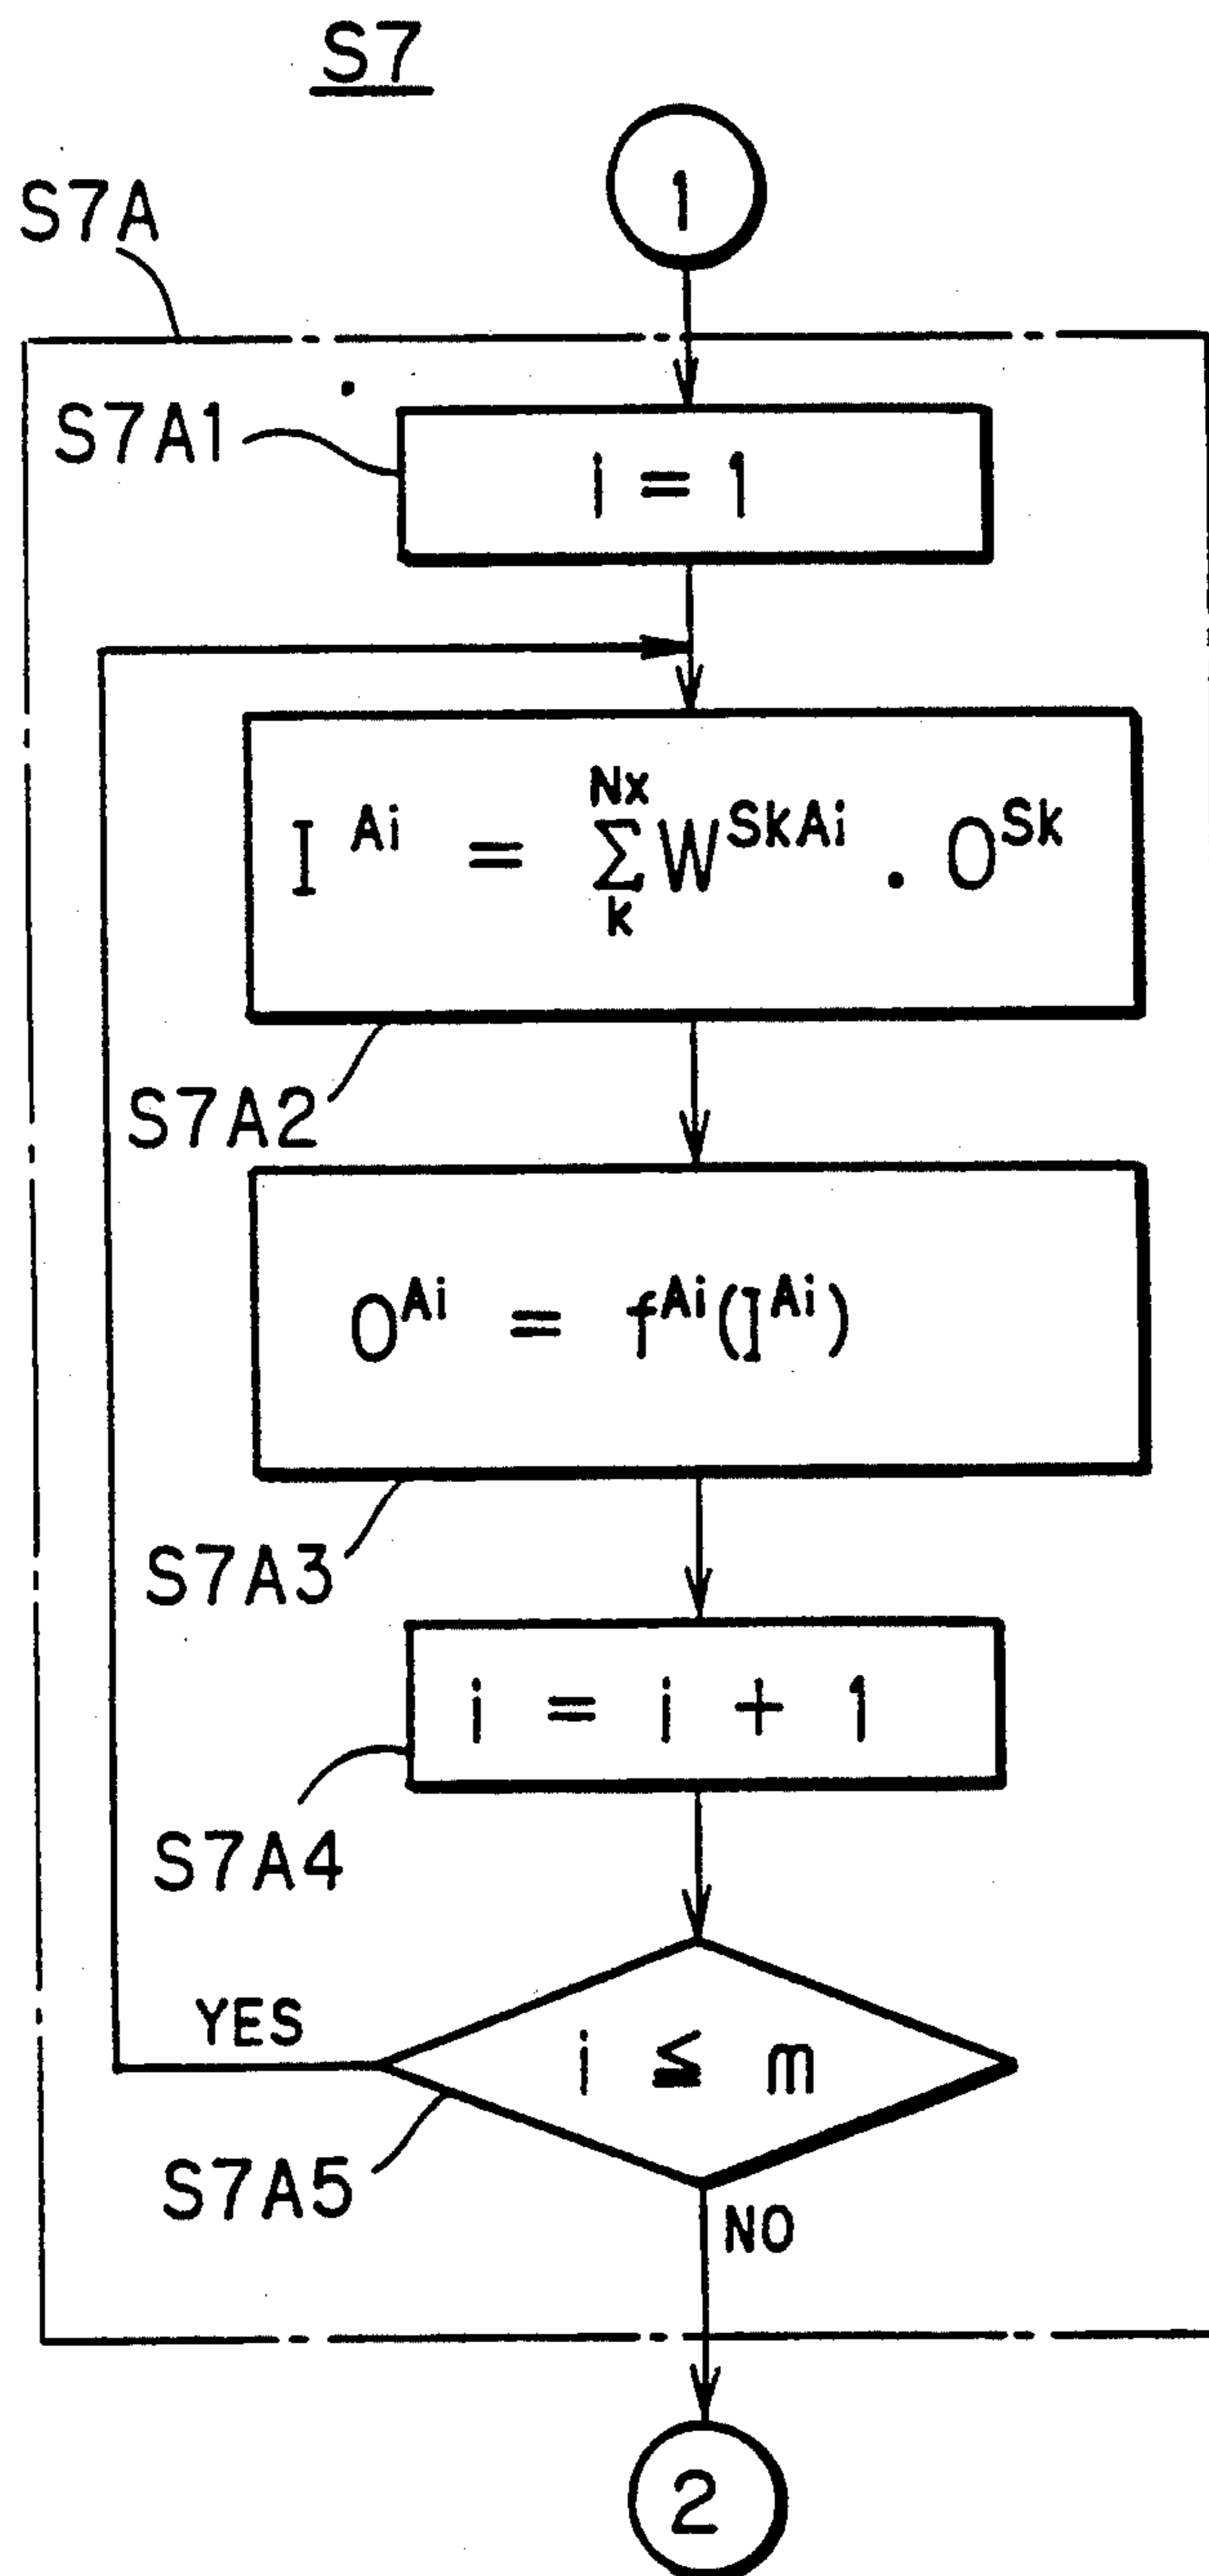 S7
1
S7A
S7A1
i = 1
I^Ai = Σ_k^Nx W^SkAi . O^Sk
S7A2
O^Ai = f^Ai(I^Ai)
S7A3
i = i + 1
S7A4
YES
i ≦ m
S7A5
NO
2